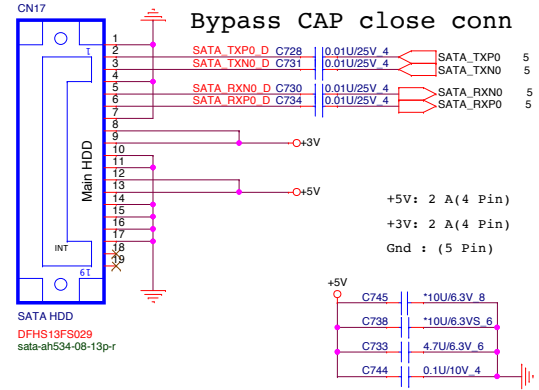 CN17
Bypass CAP close conn
1
1
2
SATA_TXP0_D C728 0.01U/25V_4 SATA_TXP0 5
3
SATA_TXN0_D C731 0.01U/25V_4 SATA_TXN0 5
4
5
SATA_RXN0_D C730 0.01U/25V_4 SATA_RXN0 5
6
SATA_RXP0_D C734 0.01U/25V_4 SATA_RXP0 5
7
8
9
+3V
10
11
12
Main HDD
13
+5V
14
15
16
17
18
19
INT
19
+5V: 2 A(4 Pin)
+3V: 2 A(4 Pin)
Gnd : (5 Pin)
SATA HDD
DFHS13FS029
sata-ah534-08-13p-r
+5V
C745 *10U/6.3V_8
C738 *10U/6.3VS_6
C733 4.7U/6.3V_6
C744 0.1U/10V_4